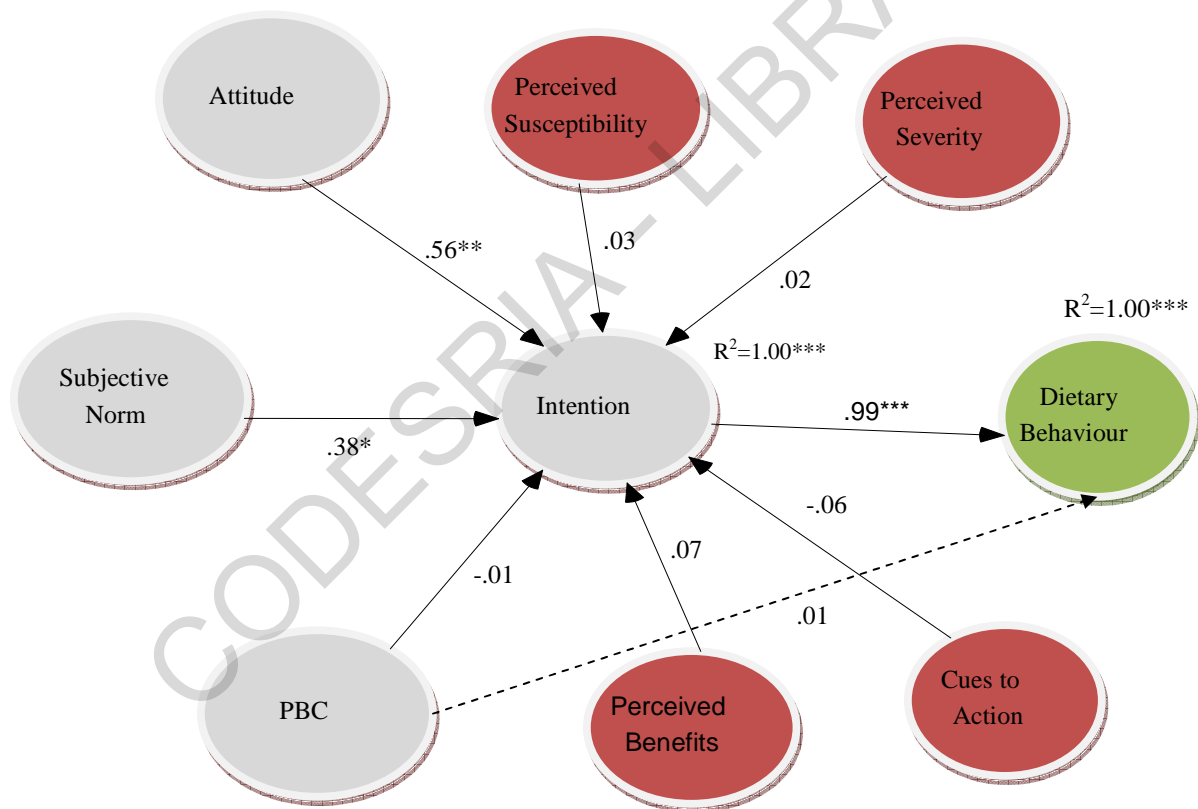 Attitude
Perceived
Susceptibility
Perceived
Severity
.56**
.03
.02
R²=1.00***
Subjective
Norm
Intention
R²=1.00***
Dietary
Behaviour
.38*
.99***
-.01
.07
-.06
.01
PBC
Perceived
Benefits
Cues to
Action
CODESRIA - LIBRA